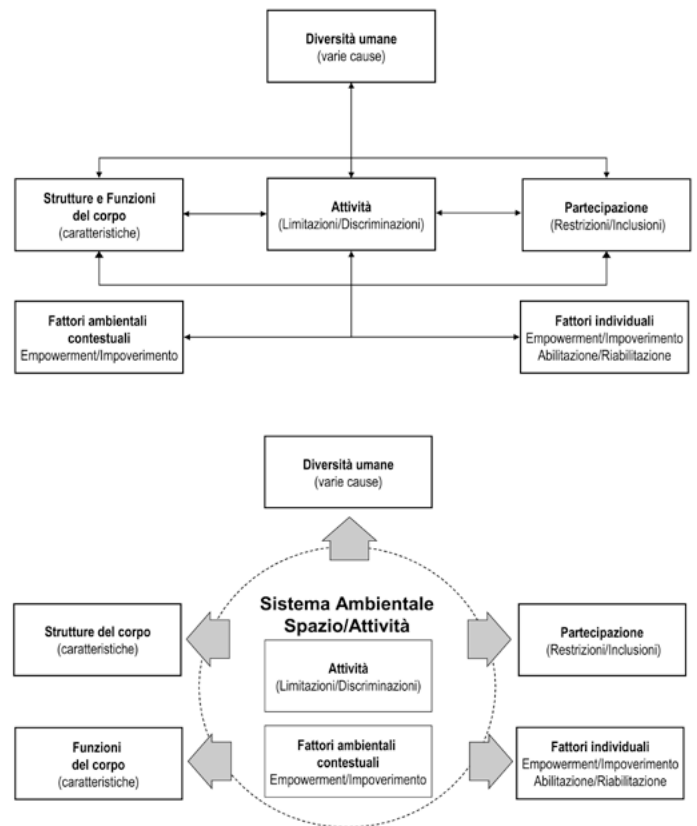 Diversità umane
(varie cause)
Strutture e Funzioni
del corpo
(caratteristiche)
Attività
(Limitazioni/Discriminazioni)
Partecipazione
(Restrizioni/Inclusioni)
Fattori ambientali
contestuali
Empowerment/Impoverimento
Fattori individuali
Empowerment/Impoverimento
Abilitazione/Riabilitazione
Diversità umane
(varie cause)
Sistema Ambientale
Spazio/Attività
Strutture del corpo
(caratteristiche)
Attività
(Limitazioni/Discriminazioni)
Partecipazione
(Restrizioni/Inclusioni)
Funzioni
del corpo
(caratteristiche)
Fattori ambientali
contestuali
Empowerment/Impoverimento
Fattori individuali
Empowerment/Impoverimento
Abilitazione/Riabilitazione